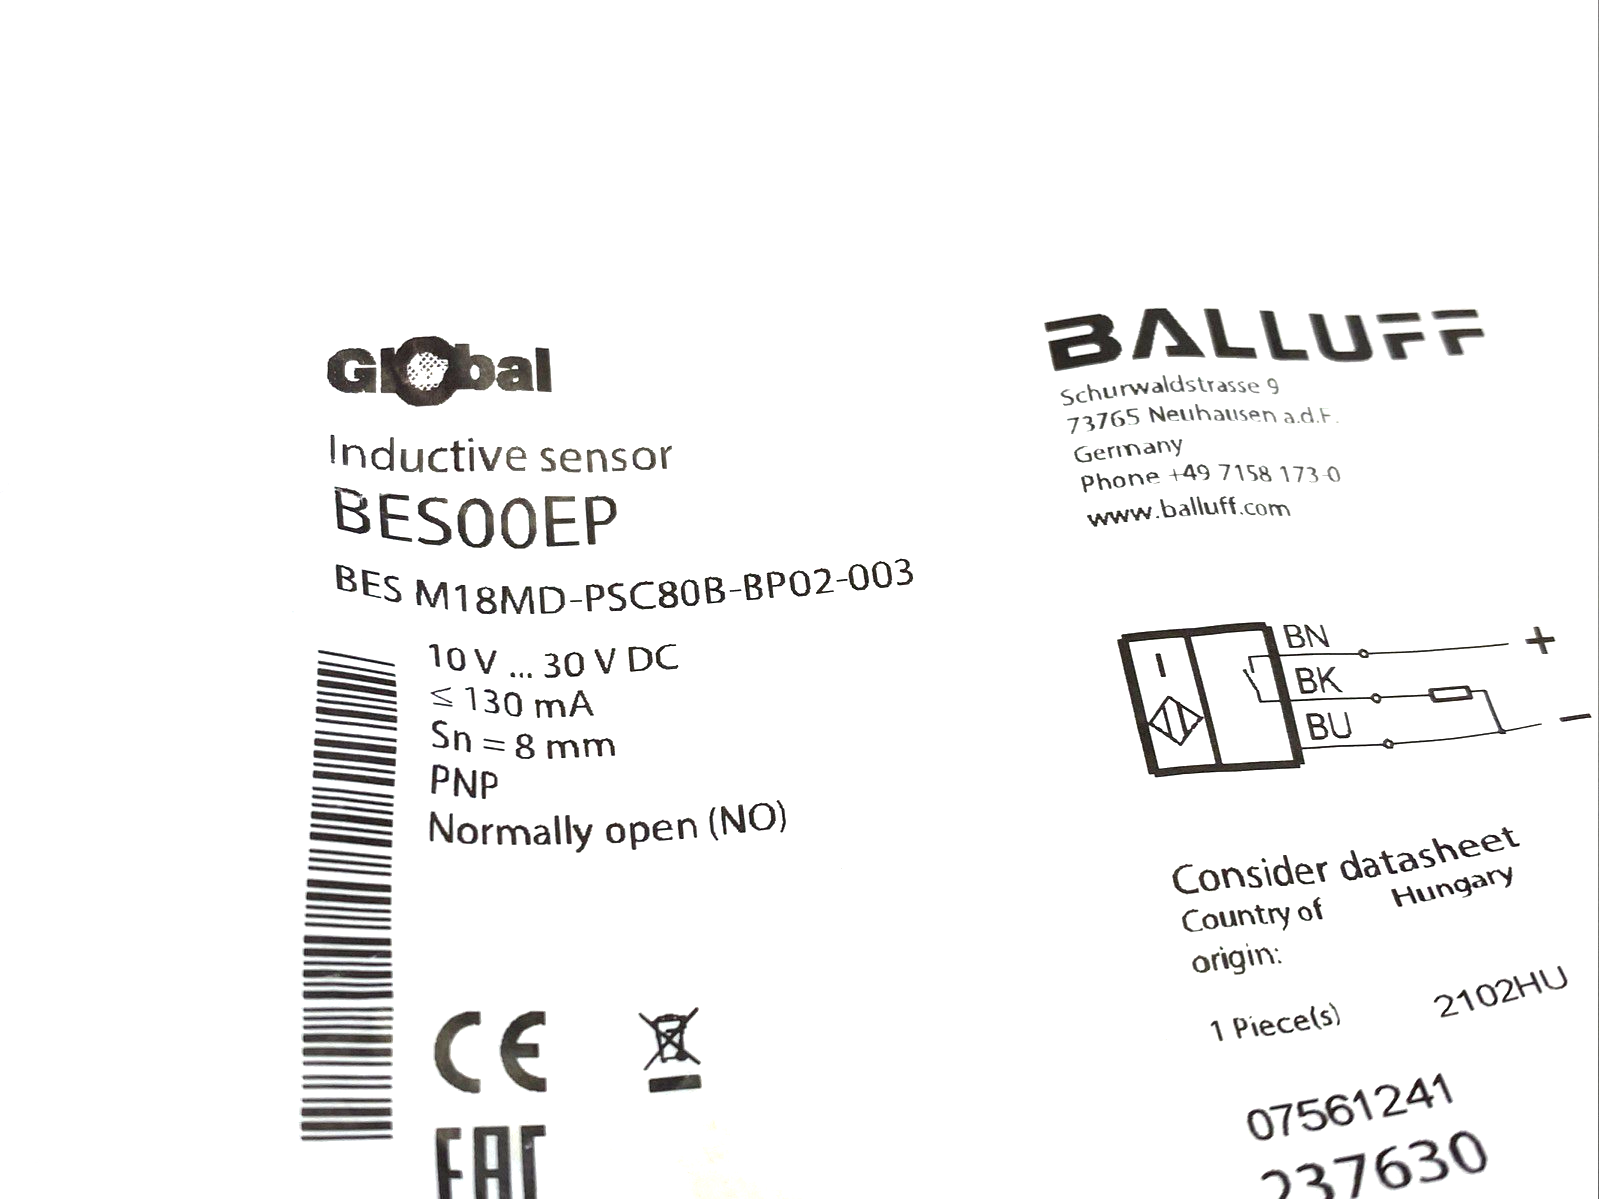 Global
Inductive sensor
BES00EP
BES M18MD-PSC80B-BP02-003
10 V ... 30 V DC
≤ 130 mA
Sn = 8 mm
PNP
Normally open (NO)
CE
EAC
BALLUFF
Schurwaldstrasse 9
73765 Neuhausen a.d.F.
Germany
Phone +49 7158 173-0
www.balluff.com
BN +
BK
BU −
Consider datasheet
Country of origin: Hungary
1 Piece(s) 2102HU
07561241
237630